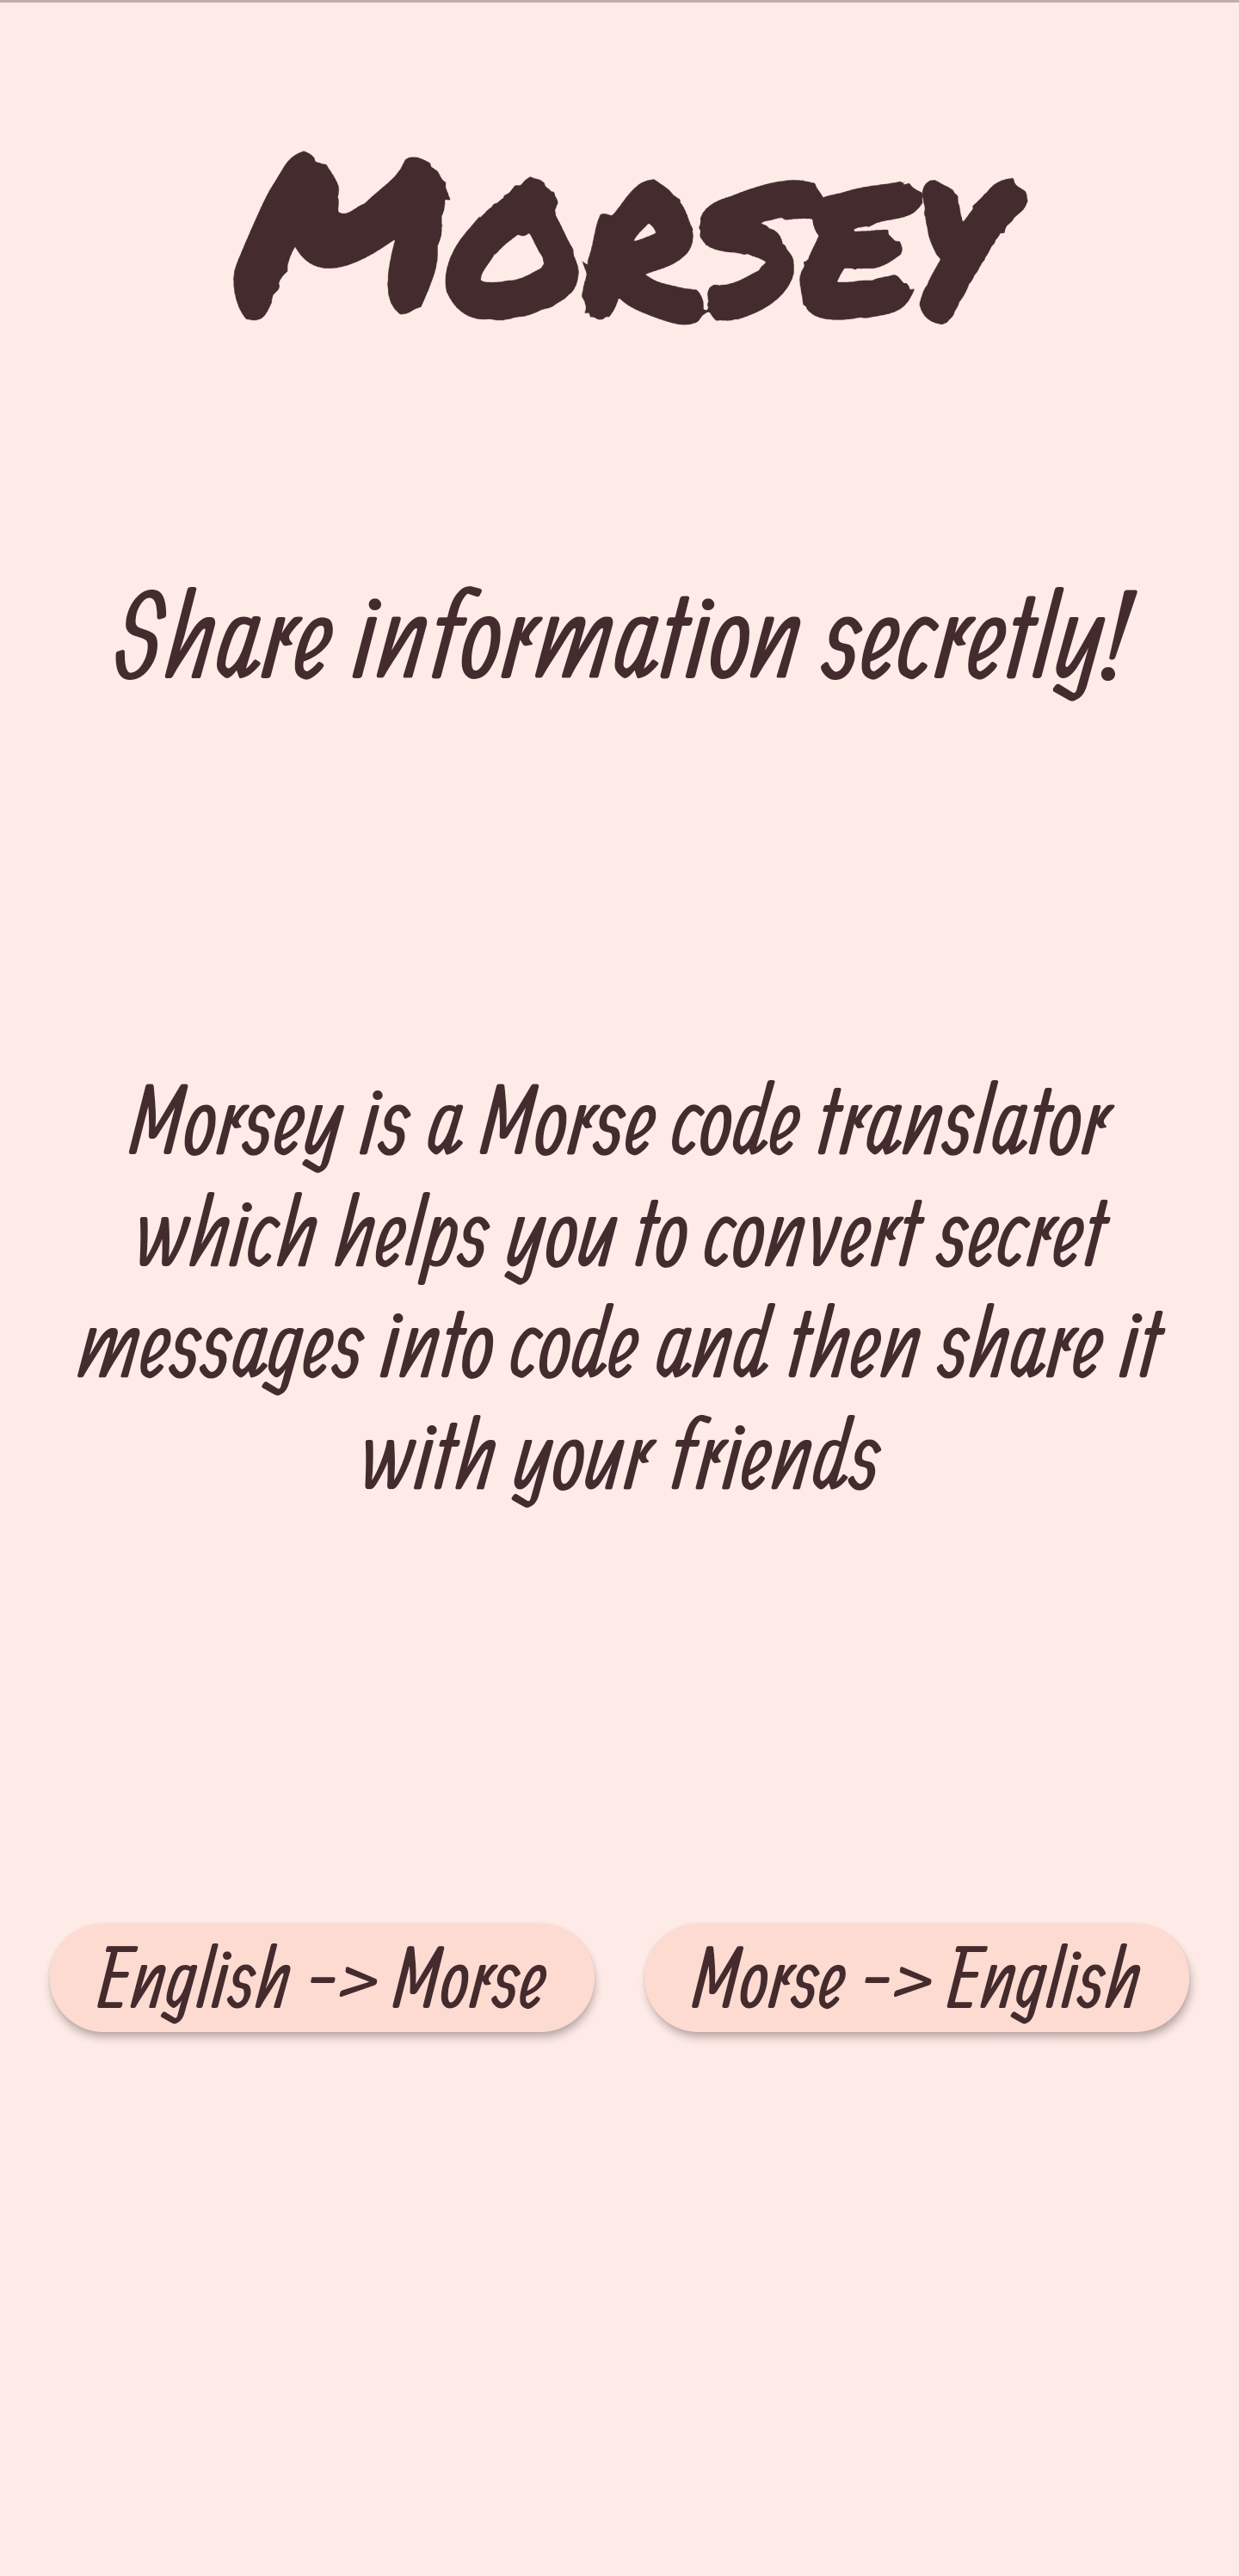 Morsey
Share information secretly!
Morsey is a Morse code translator
which helps you to convert secret
messages into code and then share it
with your friends
English -> Morse
Morse -> English